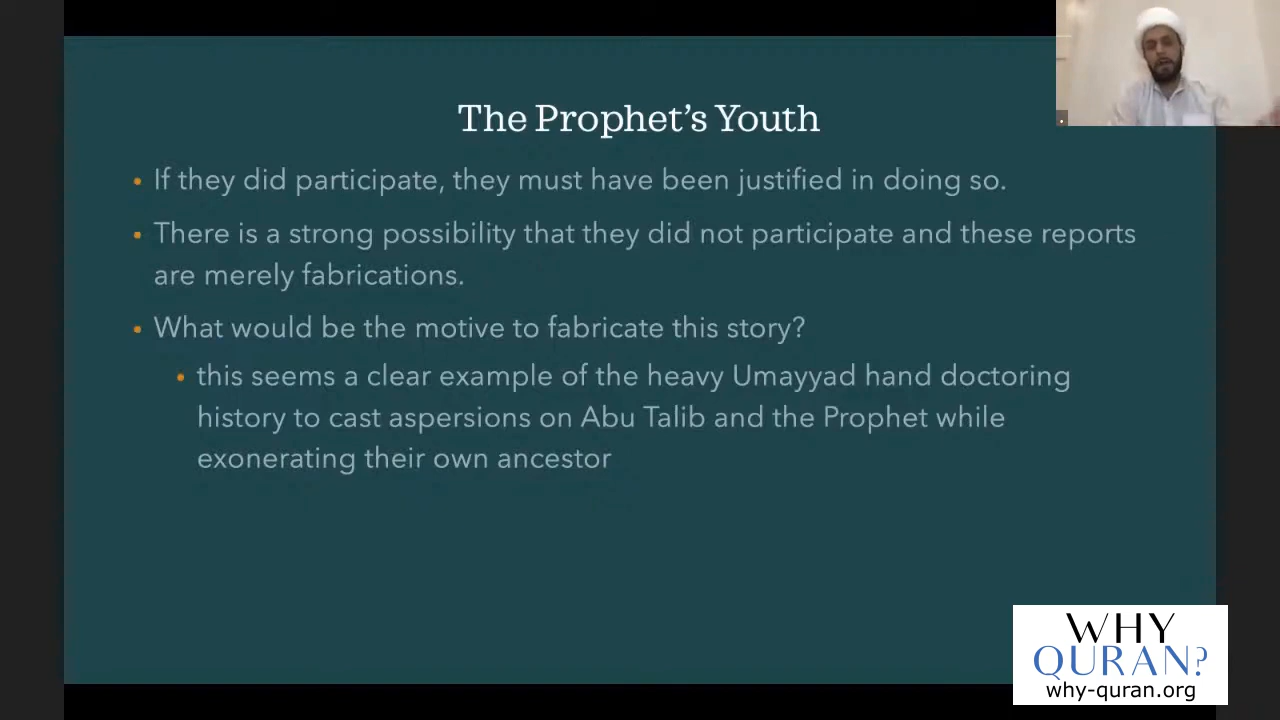 The Prophet’s Youth
• If they did participate, they must have been justified in doing so.
• There is a strong possibility that they did not participate and these reports
are merely fabrications.
• What would be the motive to fabricate this story?
• this seems a clear example of the heavy Umayyad hand doctoring
history to cast aspersions on Abu Talib and the Prophet while
exonerating their own ancestor
WHY
QURAN?
why-quran.org